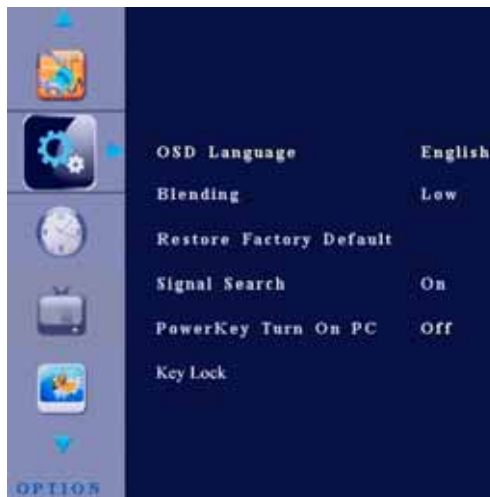 OSD Language English
Blending Low
Restore Factory Default
Signal Search On
PowerKey Turn On PC Off
Key Lock
OPTION